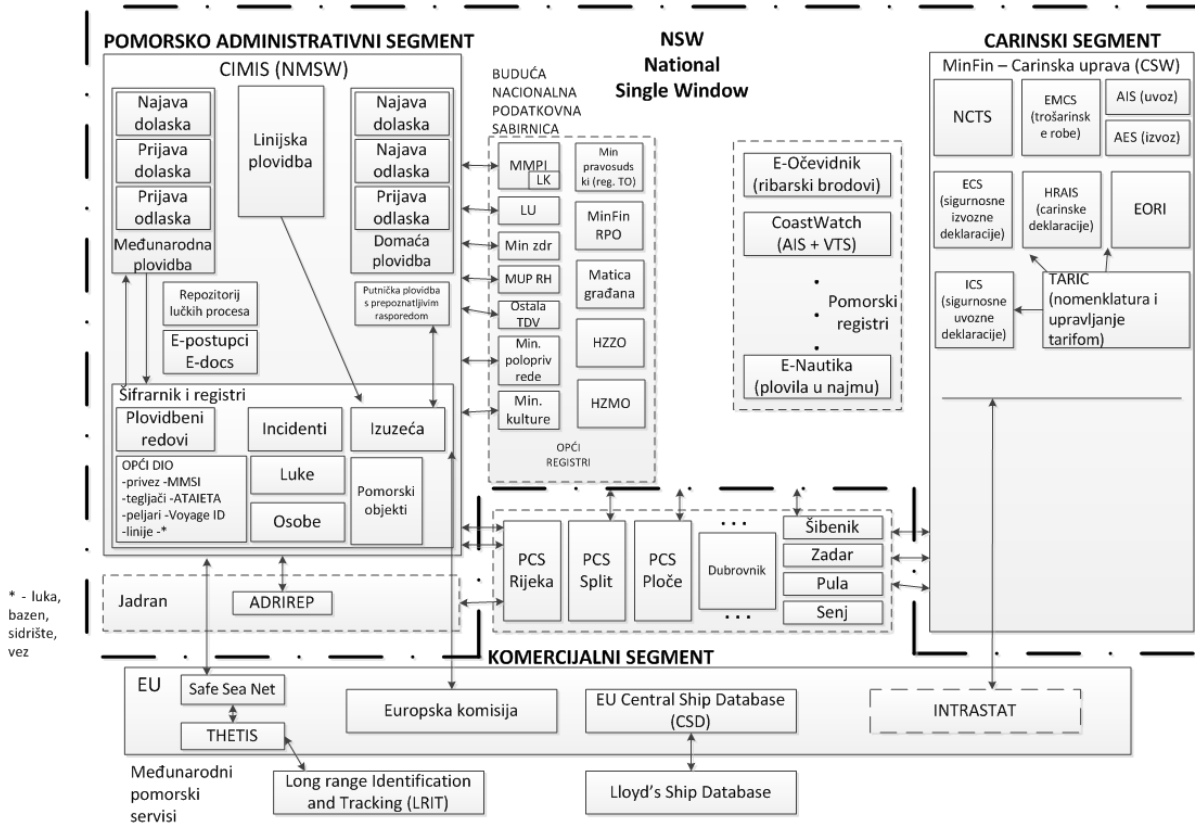 POMORSKO ADMINISTRATIVNI SEGMENT
CIMIS (NMSW)
Najava
dolaska
Prijava
dolaska
Prijava
odlaska
Međunarodna
plovidba
Linijska
plovidba
Najava
dolaska
Najava
odlaska
Prijava
odlaska
Domaća
plovidba
Repozitorij
lučkih procesa
E-postupci
E-docs
Putnička plovidba
s prepoznatljivim
rasporedom
Šifrarnik i registri
Plovidbeni
redovi
Incidenti
Izuzeća
OPĆI DIO
-privez -MMSI
-tegljači -ATAIETA
-peljari -Voyage ID
-linije -*
Luke
Osobe
Pomorski
objekti
Jadran
ADRIREP
* - luka,
bazen,
sidrište,
vez
NSW
National
Single Window
BUDUĆA
NACIONALNA
PODATKOVNA
SABIRNICA
MMPI
LK
LU
Min zdr
MUP RH
Ostala
TDV
Min.
polopriv
rede
Min.
kulture
Min
pravosuds
ki (reg. TO)
MinFin
RPO
Matica
građana
HZZO
HZMO
OPĆI
REGISTRI
E-Očevidnik
(ribarski brodovi)
CoastWatch
(AIS + VTS)
Pomorski
registri
E-Nautika
(plovila u najmu)
CARINSKI SEGMENT
MinFin – Carinska uprava (CSW)
NCTS
EMCS
(trošarinsk
e robe)
AIS (uvoz)
AES (izvoz)
ECS
(sigurnosne
izvozne
deklaracije)
HRAIS
(carinske
deklaracije)
EORI
ICS
(sigurnosne
uvozne
deklaracije)
TARIC
(nomenklatura i
upravljanje
tarifom)
PCS
Rijeka
PCS
Split
PCS
Ploče
• • •
Dubrovnik
• • •
Šibenik
Zadar
Pula
Senj
KOMERCIJALNI SEGMENT
EU
Safe Sea Net
THETIS
Europska komisija
EU Central Ship Database
(CSD)
INTRASTAT
Međunarodni
pomorski
servisi
Long range Identification
and Tracking (LRIT)
Lloyd's Ship Database